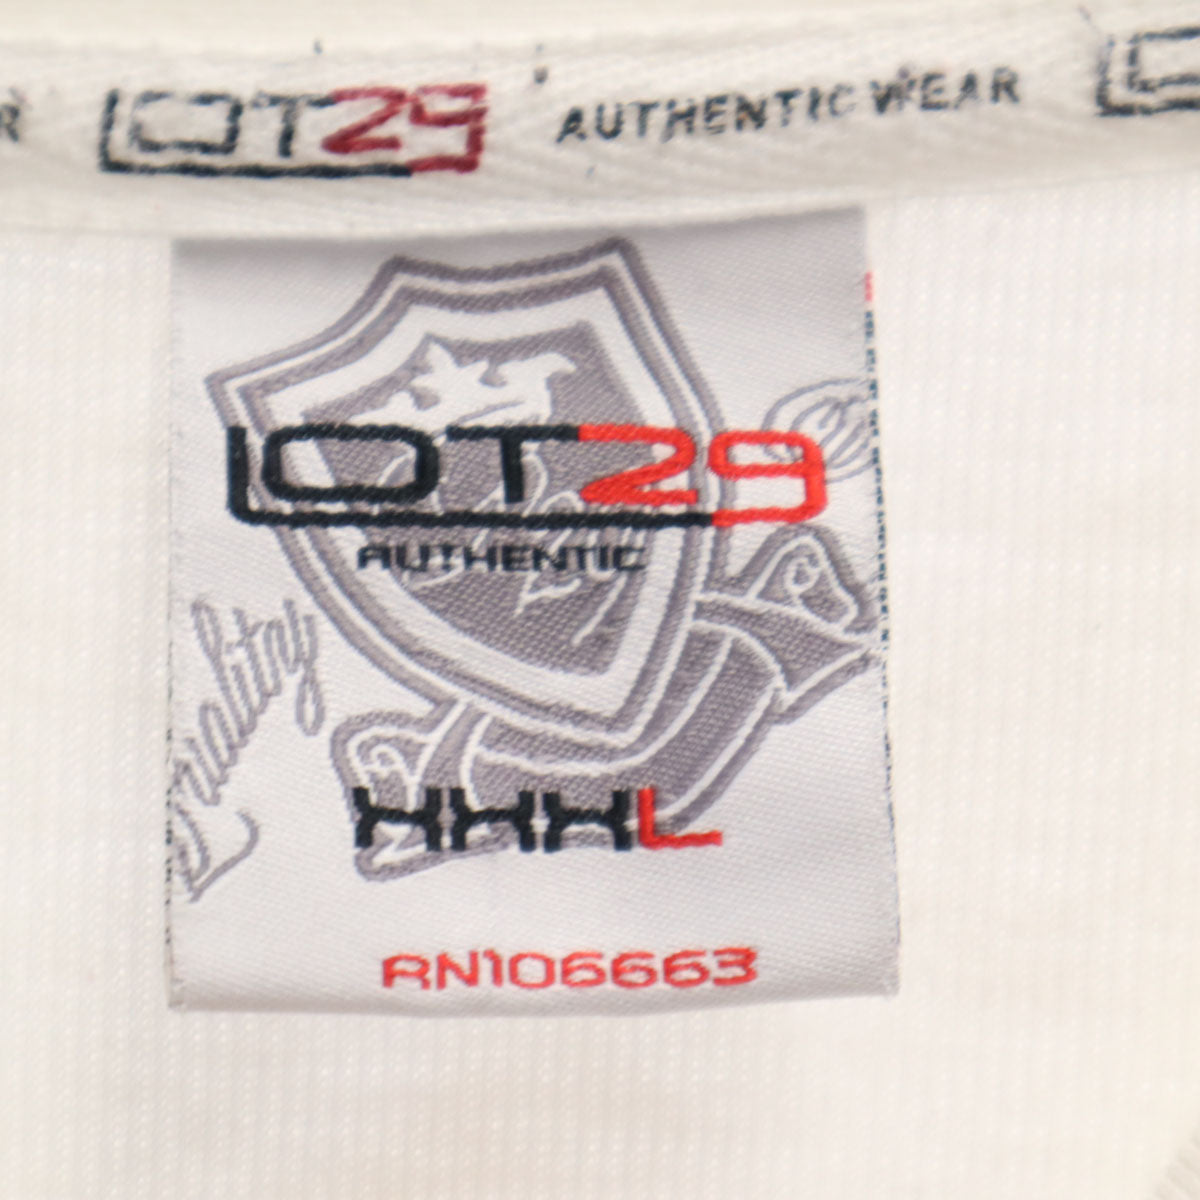 R LOT29 AUTHENTIC WEAR
LOT29
AUTHENTIC
Quality
XXXL
RN106663